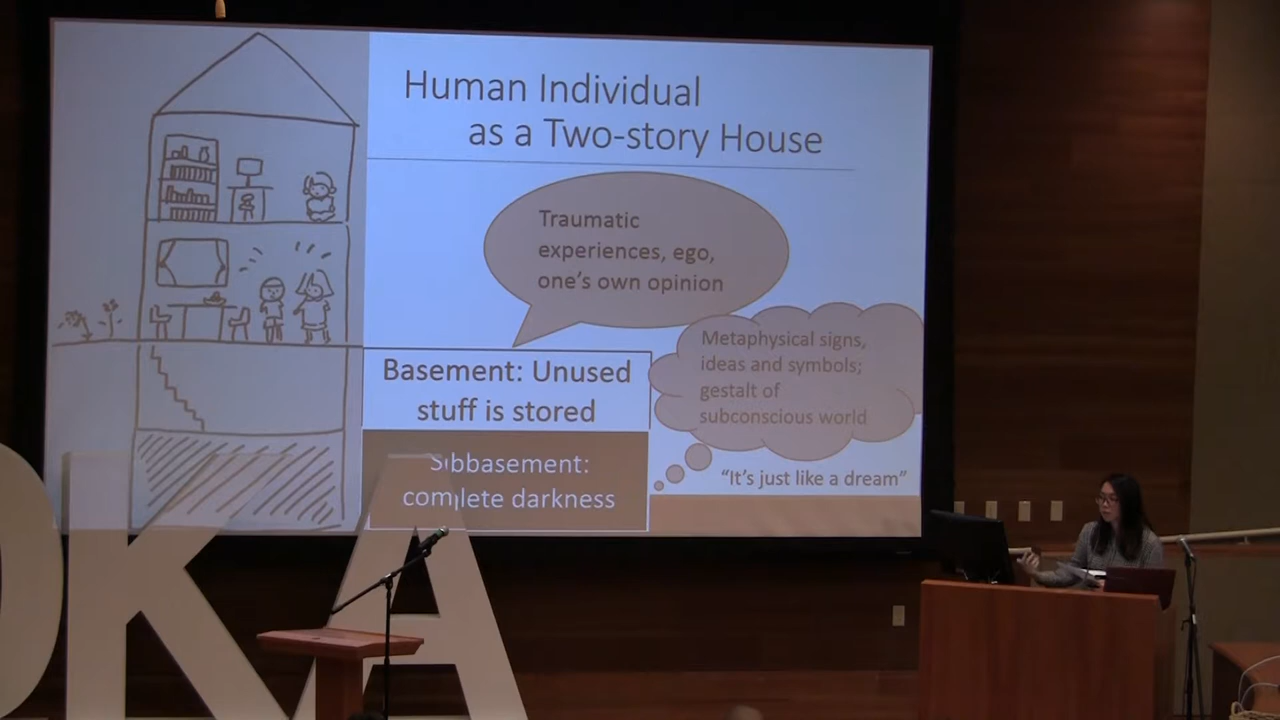 Human Individual
as a Two-story House
Traumatic
experiences, ego,
one's own opinion
Metaphysical signs,
ideas and symbols;
gestalt of
subconscious world
Basement: Unused
stuff is stored
Subbasement:
complete darkness
"It's just like a dream"
OKA